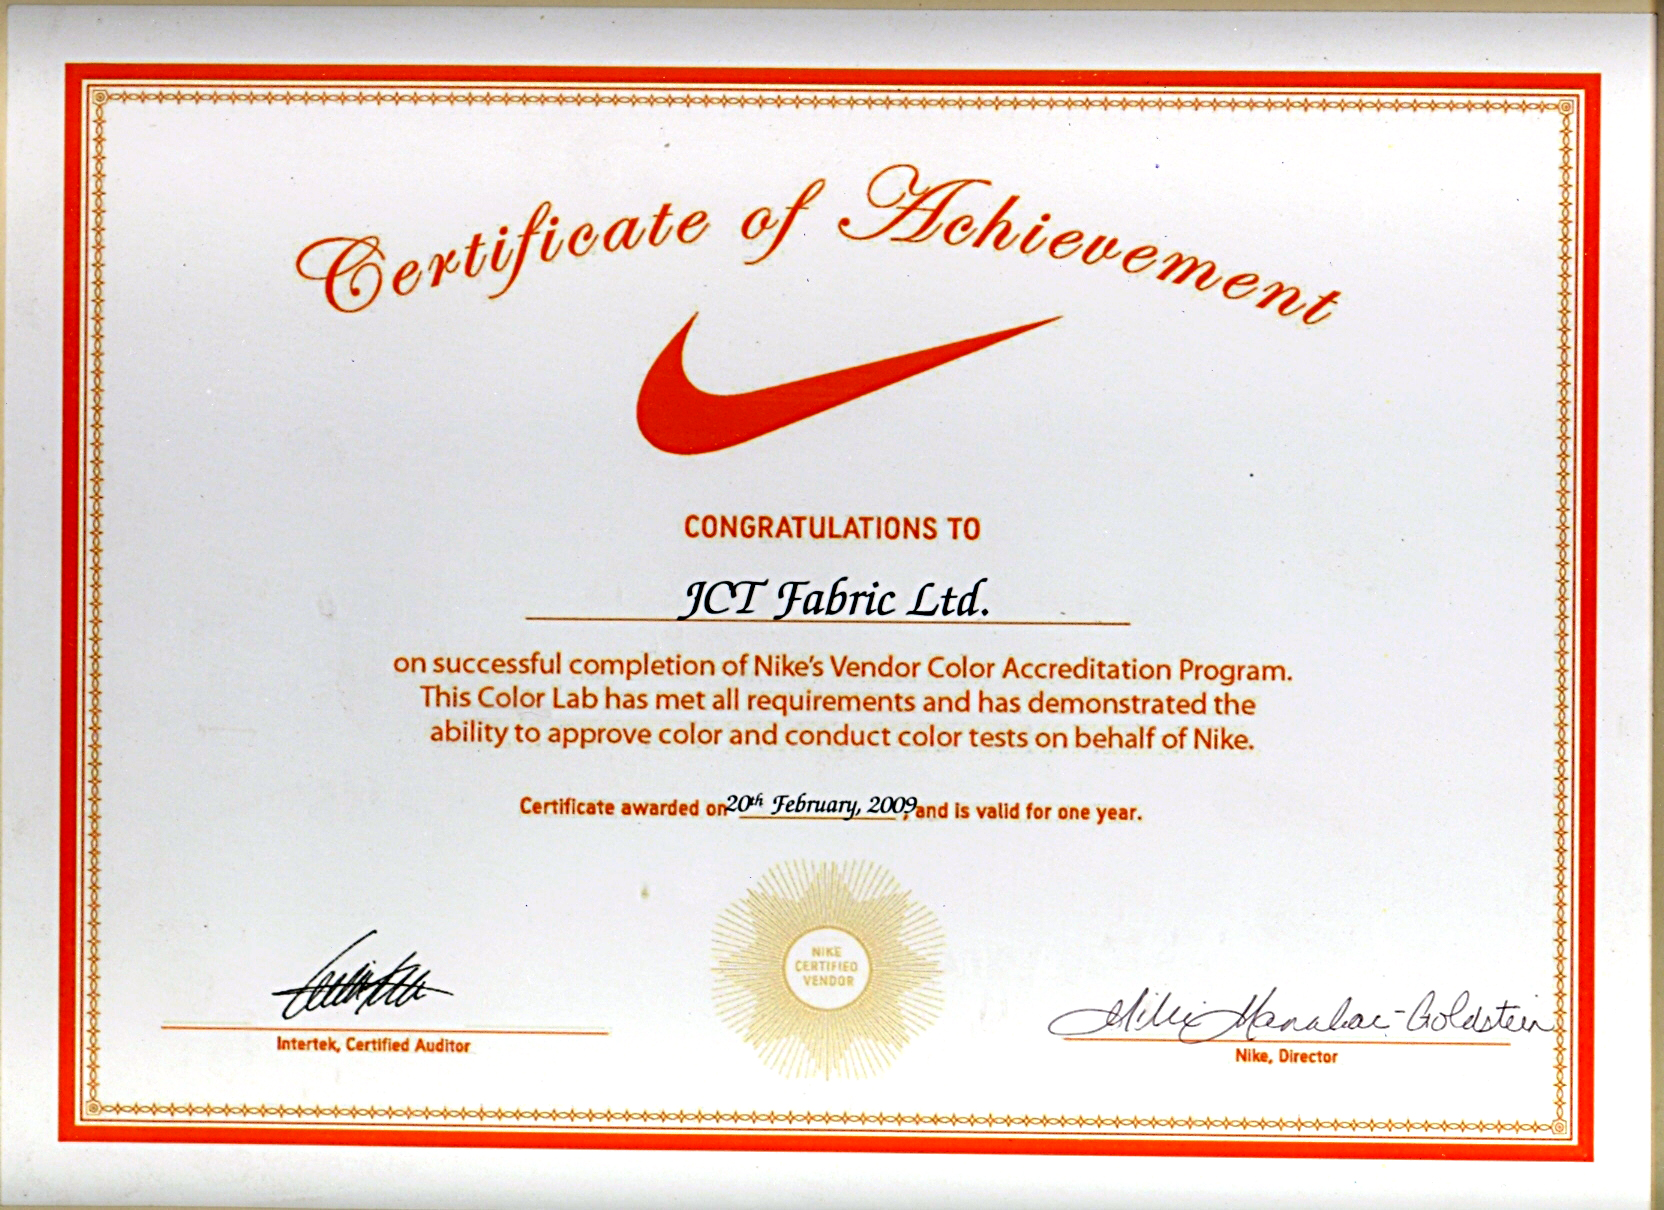 Certificate of Achievement
CONGRATULATIONS TO
JCT Fabric Ltd.
on successful completion of Nike's Vendor Color Accreditation Program.
This Color Lab has met all requirements and has demonstrated the
ability to approve color and conduct color tests on behalf of Nike.
Certificate awarded on 20th February, 2009, and is valid for one year.
NIKE
CERTIFIED
VENDOR
Goldstein
Intertek, Certified Auditor
Nike, Director